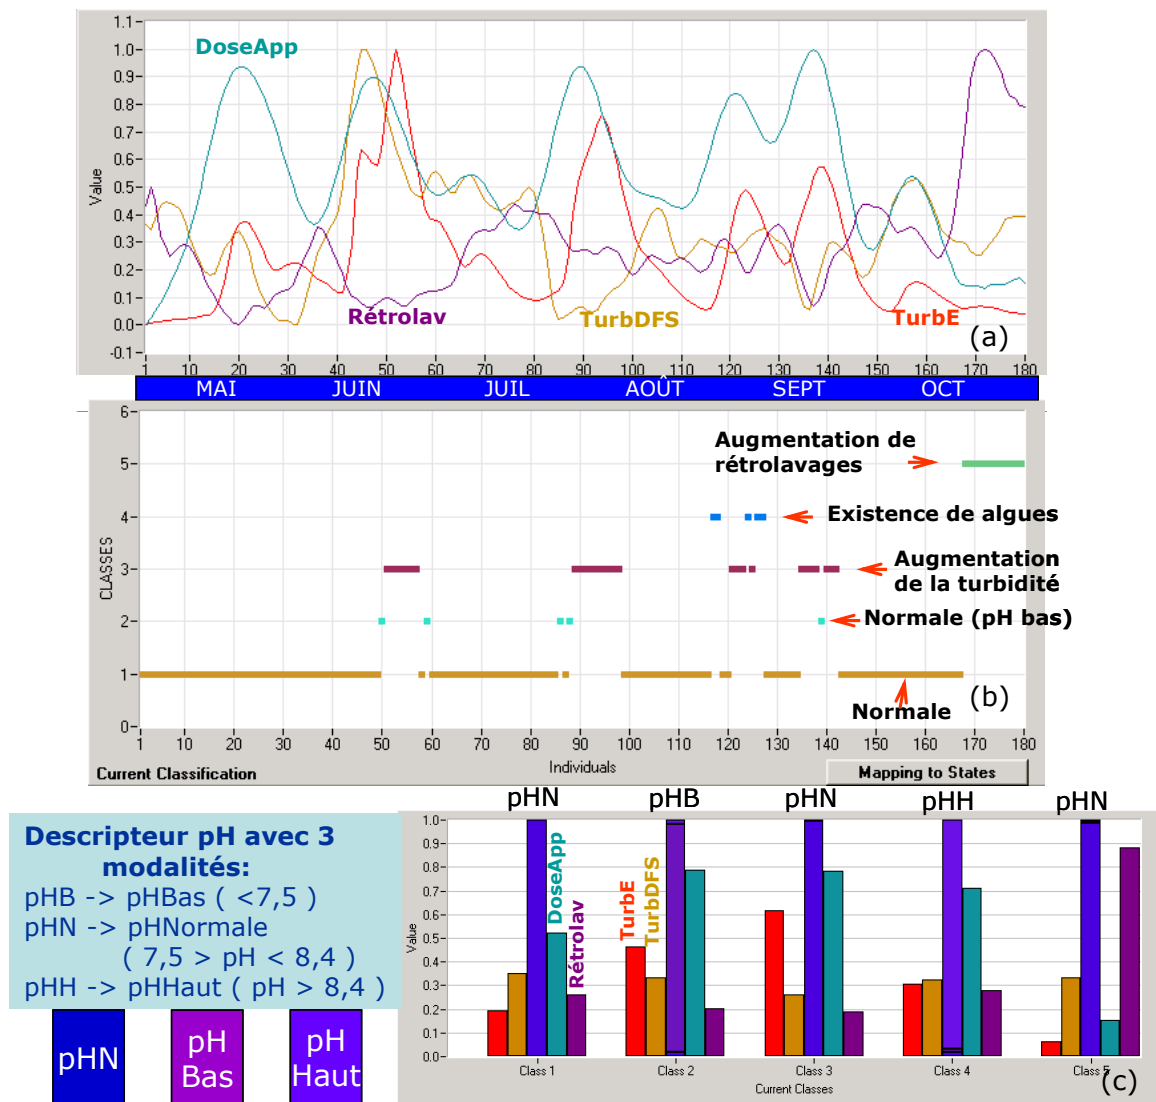 1.1
1.0
0.9
0.8
0.7
0.6
0.5
0.4
0.3
0.2
0.1
0.0
-0.1
Value
DoseApp
Rétrolav
TurbDFS
TurbE
(a)
1 10 20 30 40 50 60 70 80 90 100 110 120 130 140 150 160 170 180
MAI JUIN JUIL AOÛT SEPT OCT
6
5
4
3
2
1
0
CLASSES
Augmentation de
rétrolavages
Existence de algues
Augmentation
de la turbidité
Normale (pH bas)
Normale
(b)
1 10 20 30 40 50 60 70 80 90 100 110 120 130 140 150 160 170 180
Individuals
Current Classification
Mapping to States
Descripteur pH avec 3
modalités:
pHB -> pHBas ( <7,5 )
pHN -> pHNormale
( 7,5 > pH < 8,4 )
pHH -> pHHaut ( pH > 8,4 )
pHN
pH
Bas
pH
Haut
pHN pHB pHN pHH pHN
1.0
0.9
0.8
0.7
0.6
0.5
0.4
0.3
0.2
0.1
0.0
Value
DoseApp
Rétrolav
TurbE
TurbDFS
Class 1 Class 2 Class 3 Class 4 Class 5
Current Classes
(c)